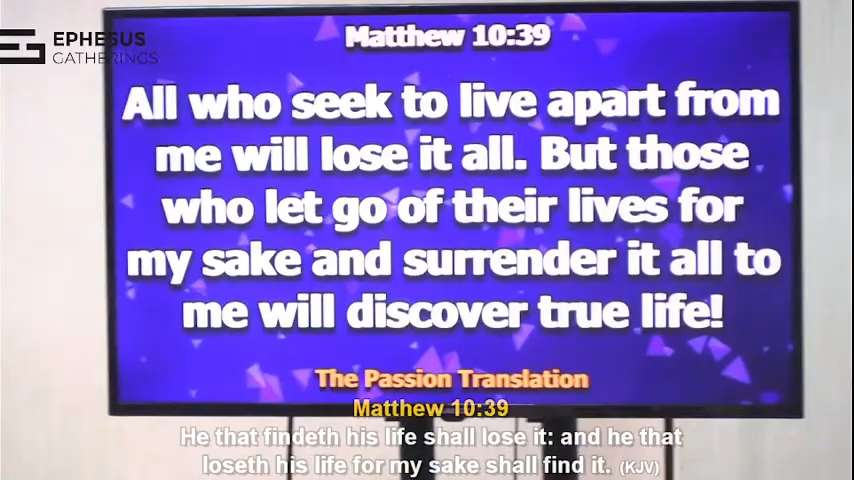 EPHESUS
GATHERINGS
Matthew 10:39
All who seek to live apart from
me will lose it all. But those
who let go of their lives for
my sake and surrender it all to
me will discover true life!
The Passion Translation
Matthew 10:39
He that findeth his life shall lose it: and he that
loseth his life for my sake shall find it. (KJV)